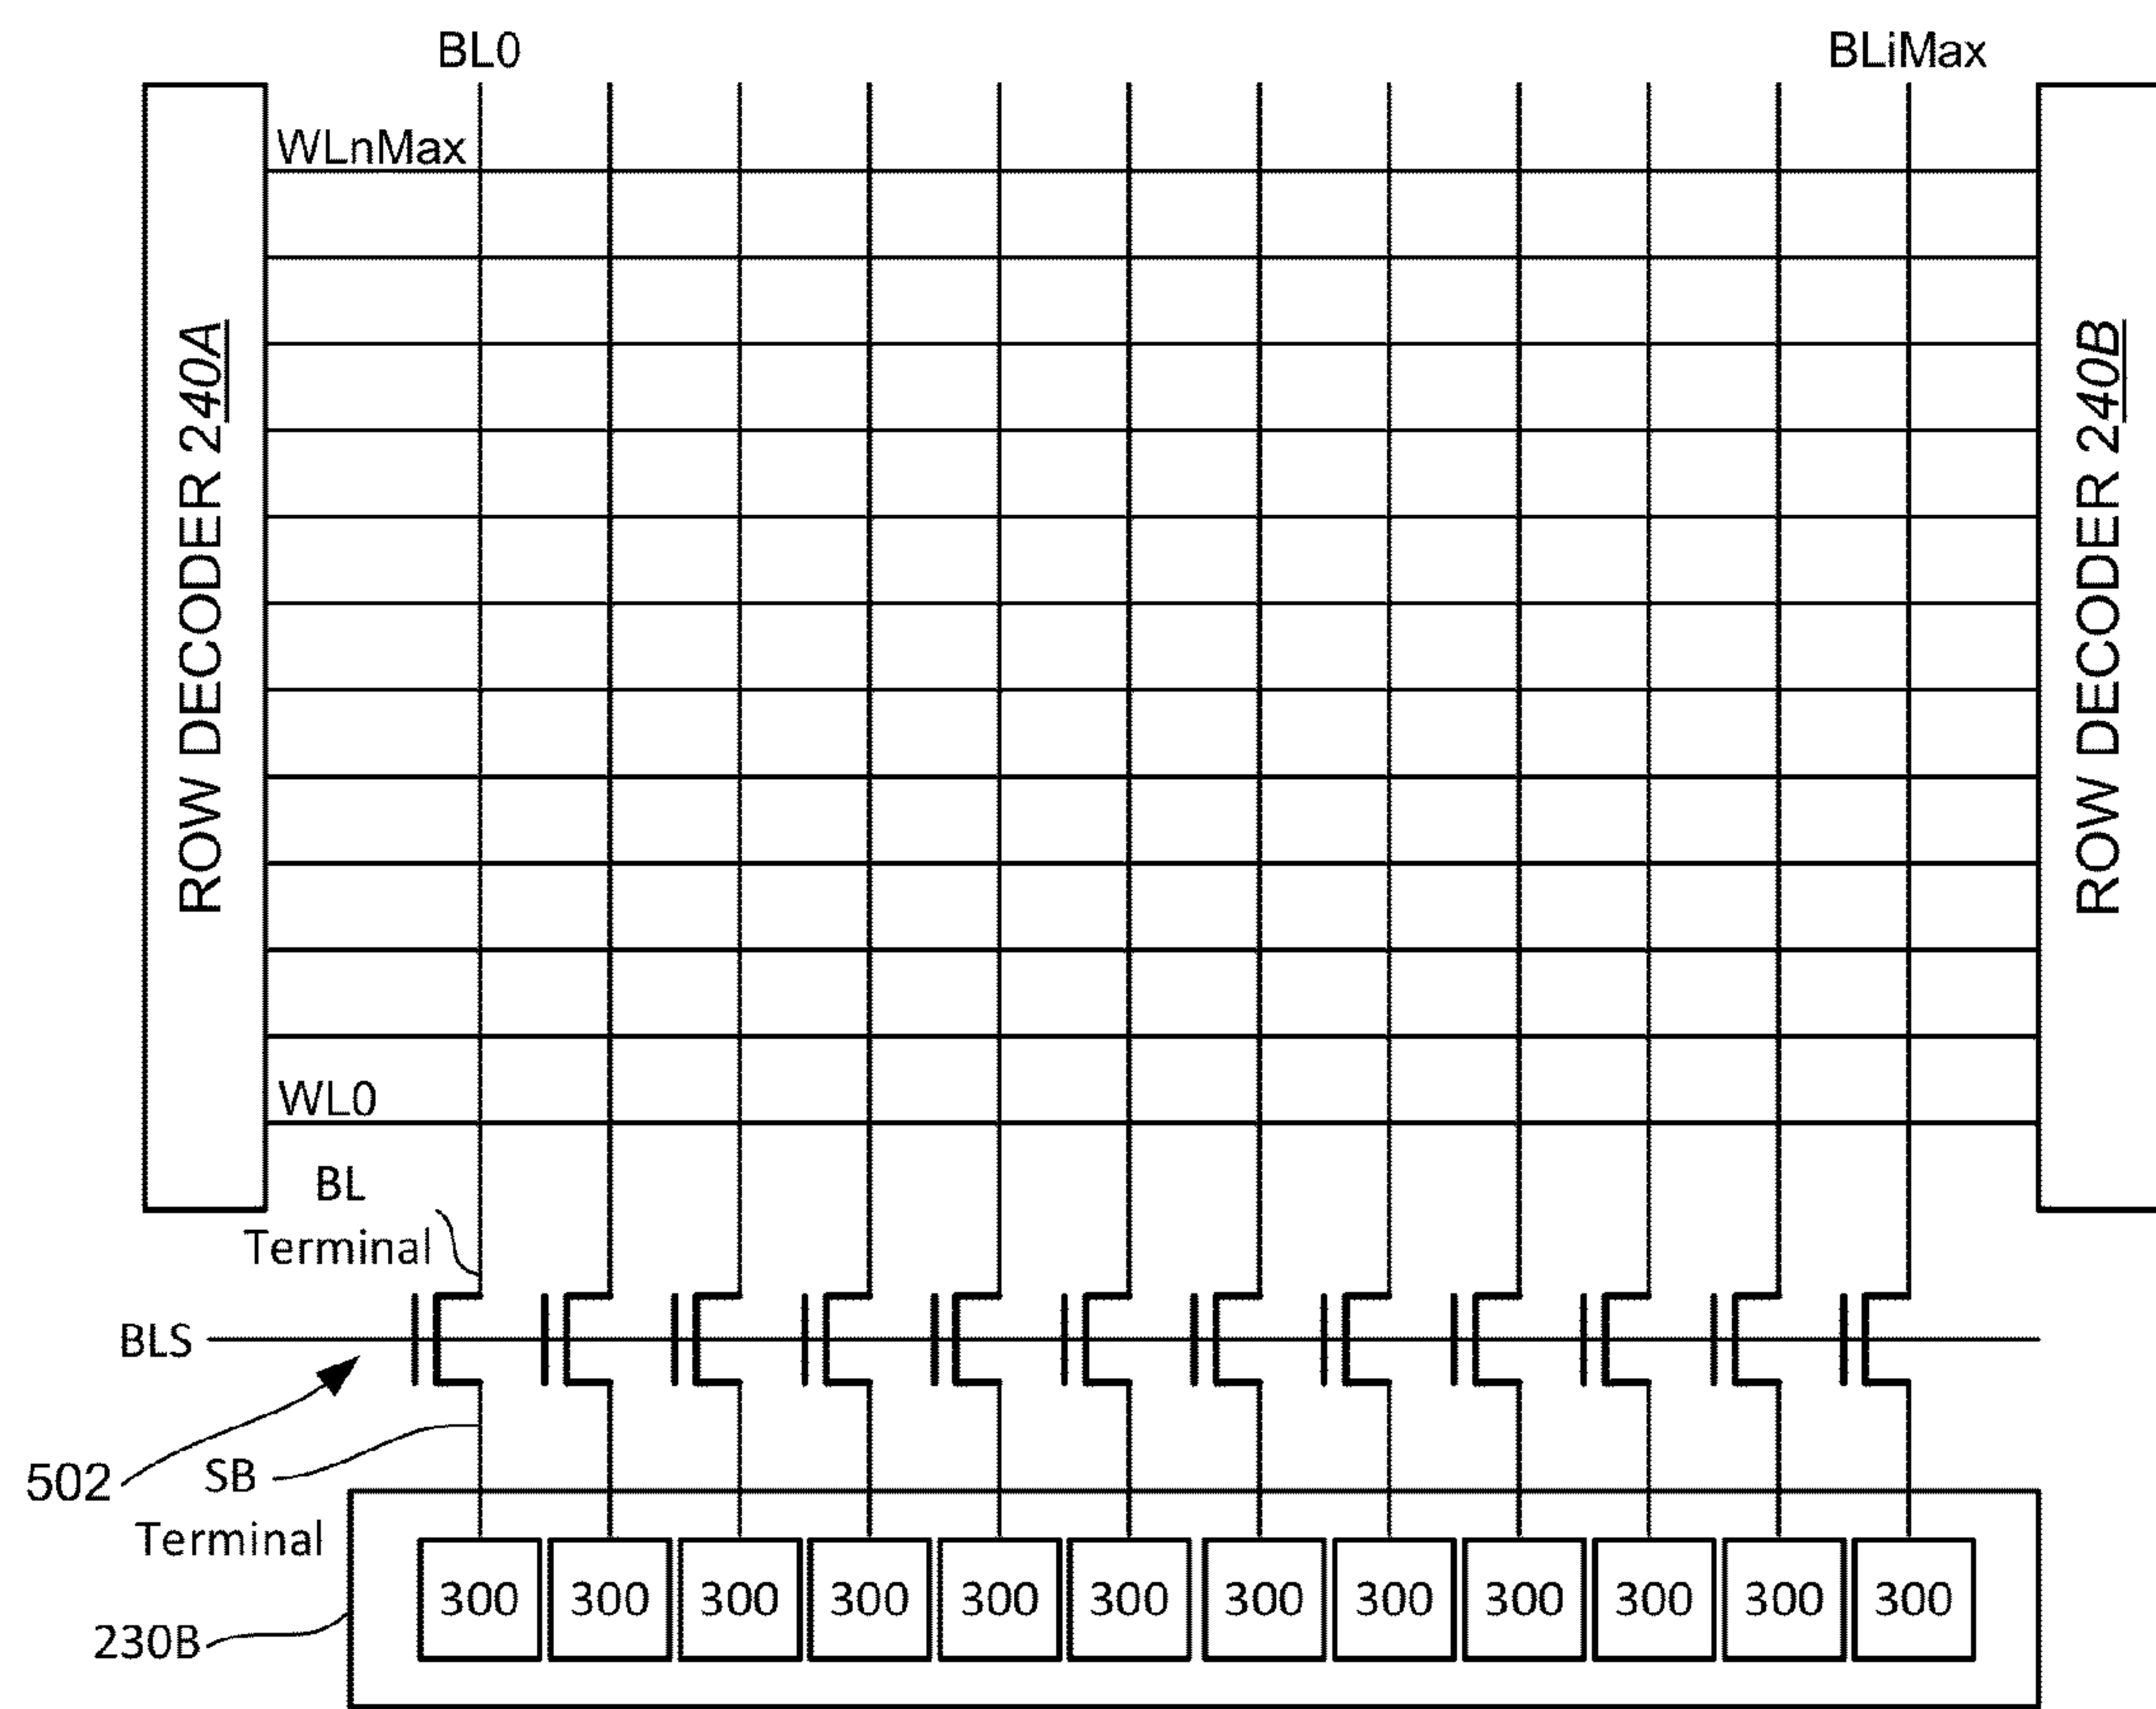 BL0
BLiMax
WLnMax
ROW DECODER 240A
ROW DECODER 240B
WL0
BL
Terminal
BLS
502
SB
Terminal
300 300 300 300 300 300 300 300 300 300 300 300
230B